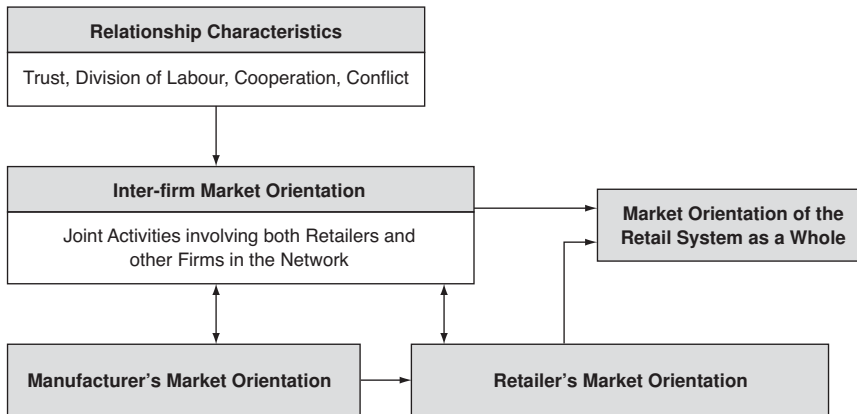 Relationship Characteristics
Trust, Division of Labour, Cooperation, Conflict
Inter-firm Market Orientation
Joint Activities involving both Retailers and
other Firms in the Network
Market Orientation of the
Retail System as a Whole
Manufacturer’s Market Orientation
Retailer’s Market Orientation